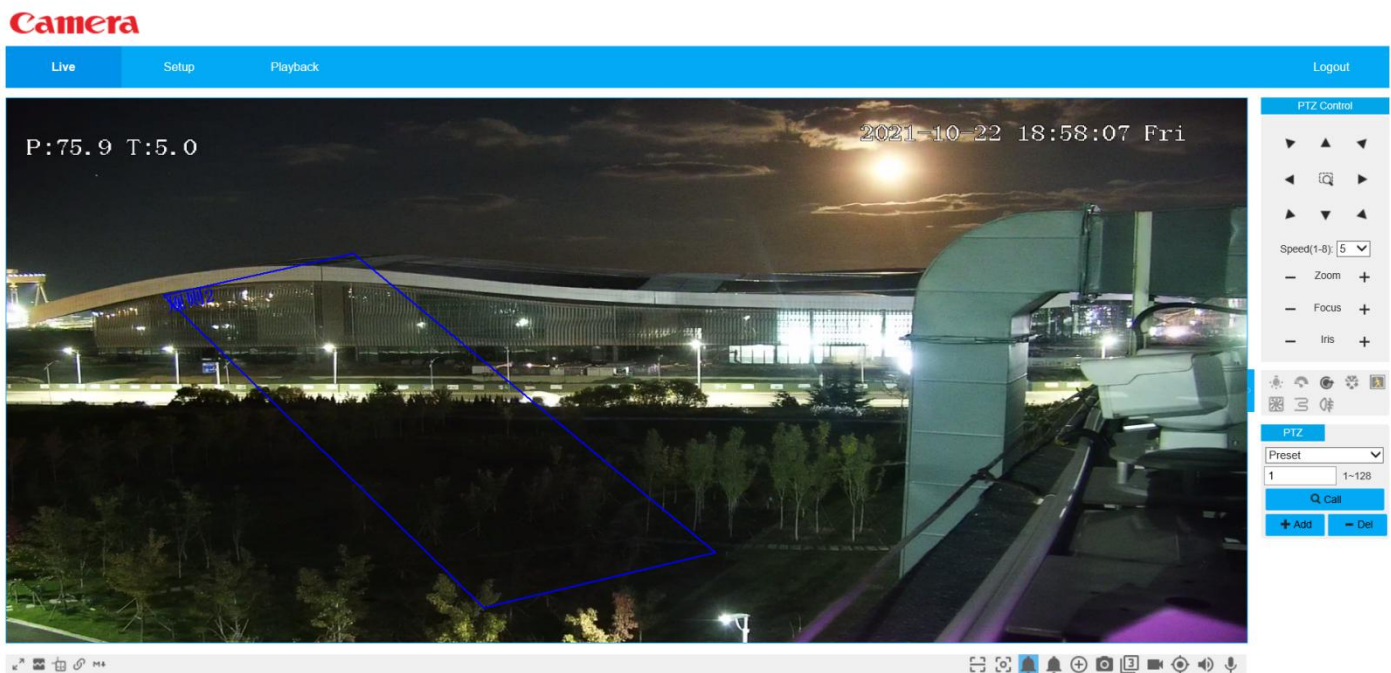 Camera
Live Setup Playback Logout
P:75.9 T:5.0
2021-10-22 18:58:07 Fri
PTZ Control
Speed(1-8): 5
Zoom
Focus
Iris
PTZ
Preset
1 1~128
Call
Add Del
M
3